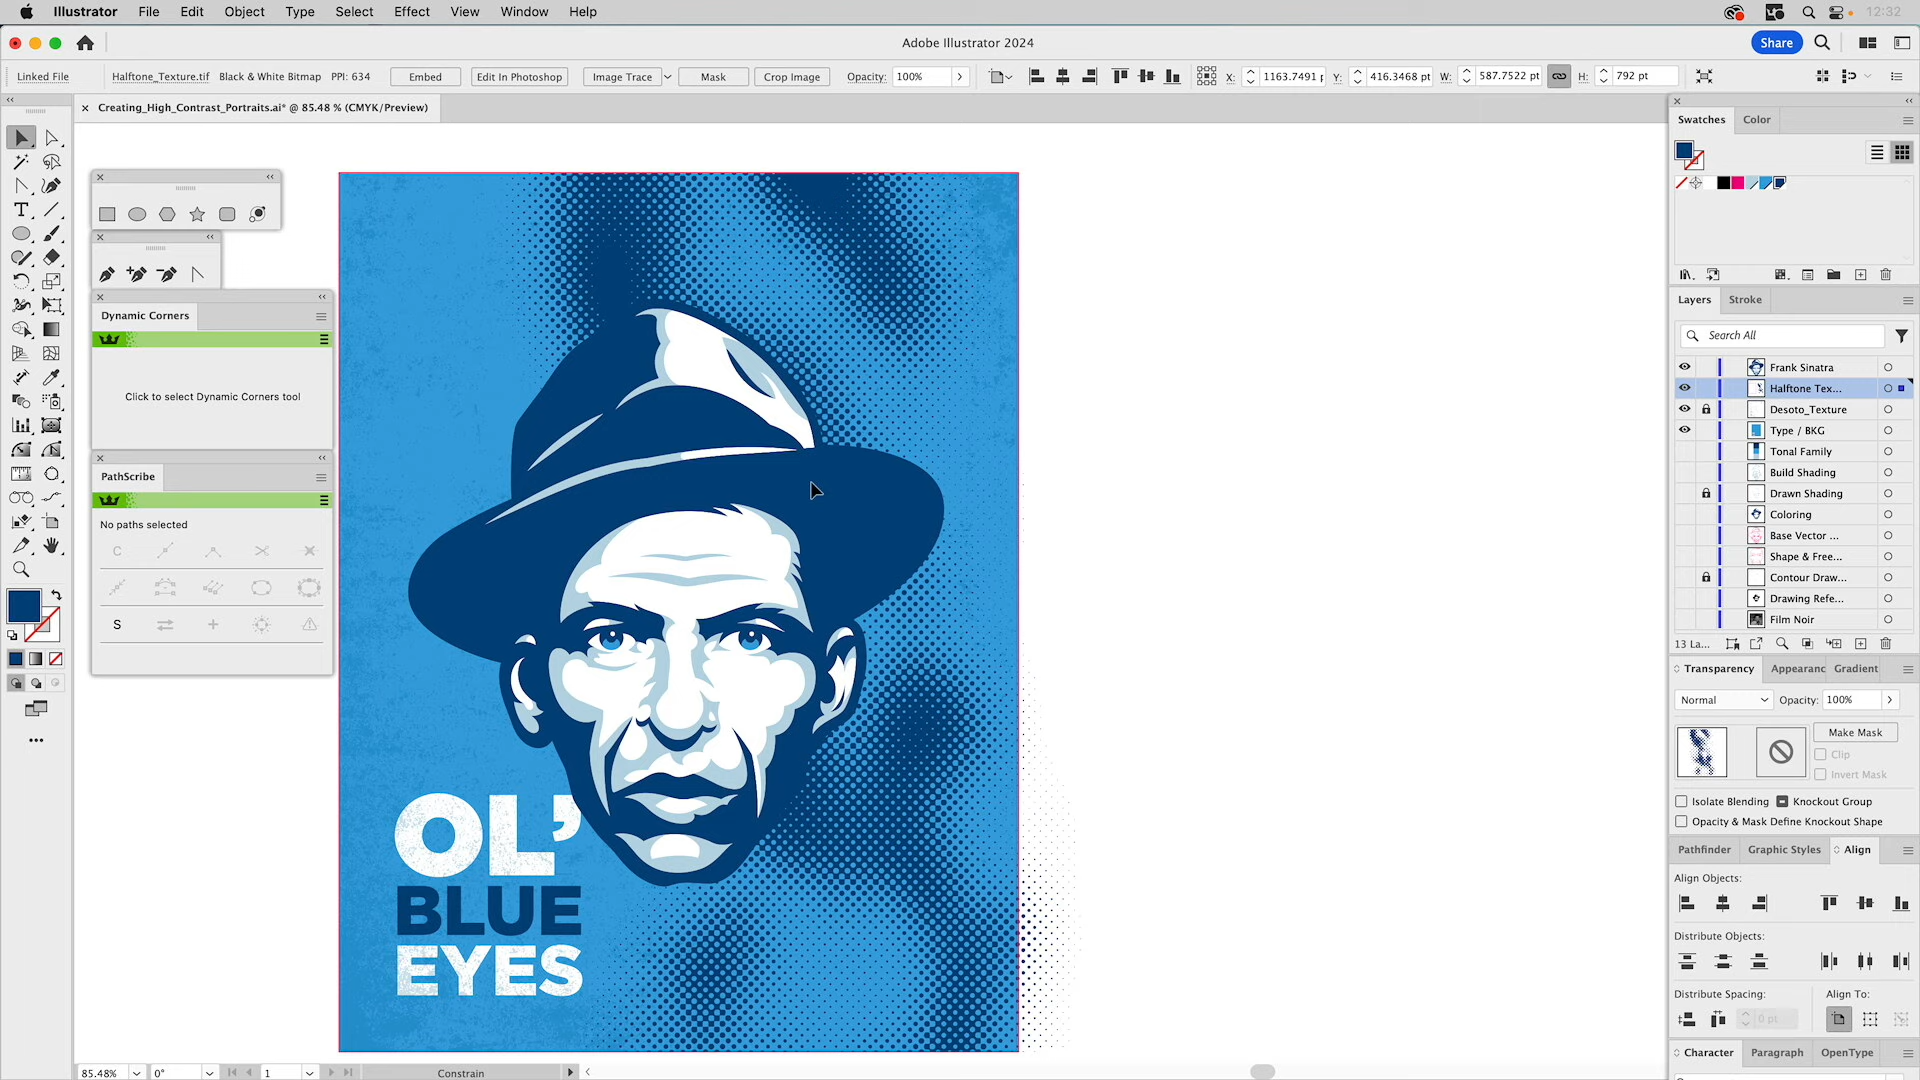 Illustrator File Edit Object Type Select Effect View Window Help 12:32
Adobe Illustrator 2024 Share
Linked File Halftone_Texture.tif Black & White Bitmap PPI: 634 Embed Edit In Photoshop Image Trace Mask Crop Image Opacity: 100% X: 1163.7491 Y: 416.3468 pt W: 587.7522 pt H: 792 pt
Creating_High_Contrast_Portraits.ai* @ 85.48 % (CMYK/Preview)
Dynamic Corners
Click to select Dynamic Corners tool
PathScribe
No paths selected
C
S
OL'
BLUE
EYES
85.48% 0° 1 Constrain
Swatches Color
Layers Stroke
Search All
Frank Sinatra
Halftone Tex...
Desoto_Texture
Type / BKG
Tonal Family
Build Shading
Drawn Shading
Coloring
Base Vector ...
Shape & Free...
Contour Draw...
Drawing Refe...
Film Noir
13 La...
Transparency Appearanc Gradient
Normal Opacity: 100%
Make Mask
Clip
Invert Mask
Isolate Blending Knockout Group
Opacity & Mask Define Knockout Shape
Pathfinder Graphic Styles Align
Align Objects:
Distribute Objects:
Distribute Spacing: Align To:
0 pt
Character Paragraph OpenType